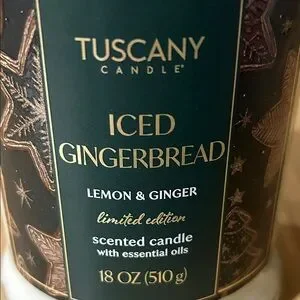 TUSCANY
CANDLE®
ICED
GINGERBREAD
LEMON & GINGER
limited edition
scented candle
with essential oils
18 OZ (510 g)